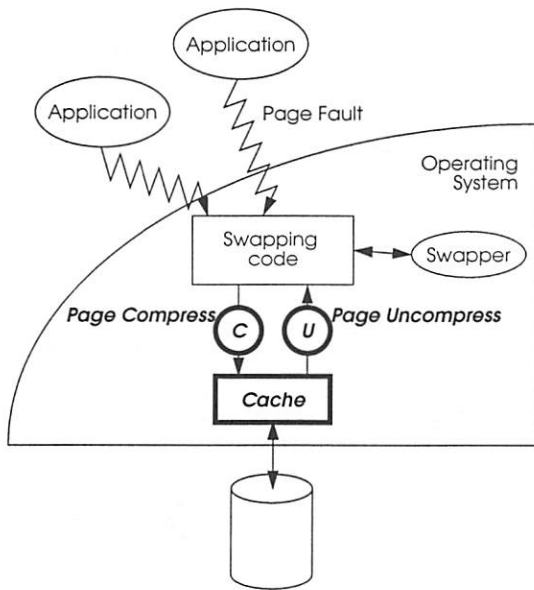 Application
Application
Page Fault
Operating
System
Swapping
code
Swapper
Page Compress
C
U
Page Uncompress
Cache